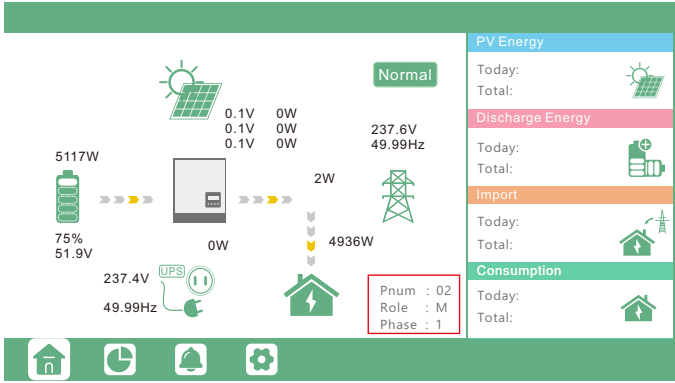 Normal
0.1V 0W
0.1V 0W
0.1V 0W
237.6V
49.99Hz
5117W
2W
75%
51.9V
0W
4936W
237.4V
UPS
49.99Hz
Pnum : 02
Role : M
Phase : 1
PV Energy
Today:
Total:
Discharge Energy
Today:
Total:
Import
Today:
Total:
Consumption
Today:
Total: